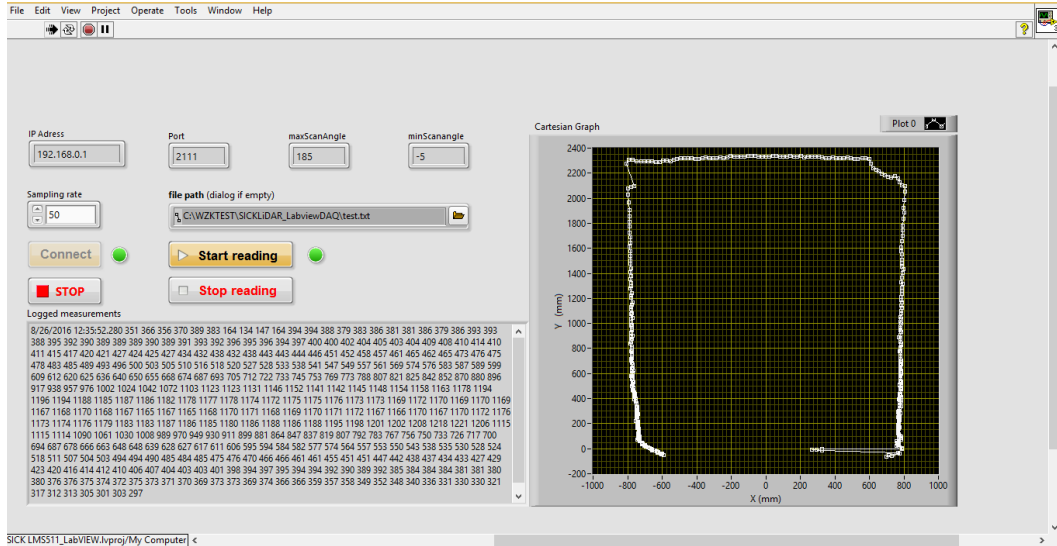 File Edit View Project Operate Tools Window Help
IP Adress
192.168.0.1
Port
2111
maxScanAngle
185
minScanangle
-5
Sampling rate
50
file path (dialog if empty)
C:\WZKTEST\SICKLiDAR_LabviewDAQ\test.txt
Connect
Start reading
STOP
Stop reading
Logged measurements
8/26/2016 12:35:52.280 351 366 356 370 389 383 164 134 147 164 394 394 388 379 383 386 381 381 386 379 386 393 393
388 395 392 390 389 389 389 390 389 391 393 392 396 395 396 394 397 400 400 402 404 405 403 404 409 408 410 414 410
411 415 417 420 421 427 424 425 427 434 432 438 432 438 443 443 444 446 451 452 458 457 461 465 462 465 473 476 475
478 483 485 489 493 496 500 503 505 510 516 518 520 527 528 533 538 541 547 549 557 561 569 574 576 583 587 589 599
609 612 620 625 636 640 650 655 668 674 687 693 705 712 722 733 745 753 769 773 788 807 821 825 842 852 870 880 896
917 938 957 976 1002 1024 1042 1072 1103 1123 1123 1131 1146 1152 1141 1142 1145 1148 1154 1158 1163 1178 1194
1196 1194 1188 1185 1187 1186 1182 1178 1177 1178 1174 1172 1175 1175 1176 1173 1173 1169 1172 1170 1169 1170 1169
1167 1168 1170 1168 1167 1165 1167 1165 1168 1170 1171 1168 1169 1170 1171 1172 1167 1166 1170 1167 1170 1172 1176
1173 1174 1176 1179 1183 1183 1187 1186 1185 1180 1186 1188 1186 1188 1195 1198 1201 1202 1208 1218 1221 1206 1115
1115 1114 1090 1061 1030 1008 989 970 949 930 911 899 881 864 847 837 819 807 792 783 767 756 750 733 726 717 700
694 687 678 666 663 648 648 639 628 627 617 611 606 595 594 584 582 577 574 564 557 553 550 543 538 535 530 528 524
518 511 507 504 503 494 494 490 485 484 485 475 476 470 466 466 461 461 455 451 451 447 442 438 437 434 433 427 429
423 420 416 414 412 410 406 407 404 403 403 401 398 394 397 395 394 394 392 390 389 392 385 384 384 384 381 381 380
380 376 376 375 374 372 375 373 371 370 369 373 373 369 374 366 366 359 357 358 349 352 348 340 336 331 330 330 321
317 312 313 305 301 303 297
Cartesian Graph
Plot 0
2400
2200
2000
1800
1600
1400
1200
1000
800
600
400
200
0
-200
Y (mm)
-1000 -800 -600 -400 -200 0 200 400 600 800 1000
X (mm)
SICK LMS511_LabVIEW.lvproj/My Computer